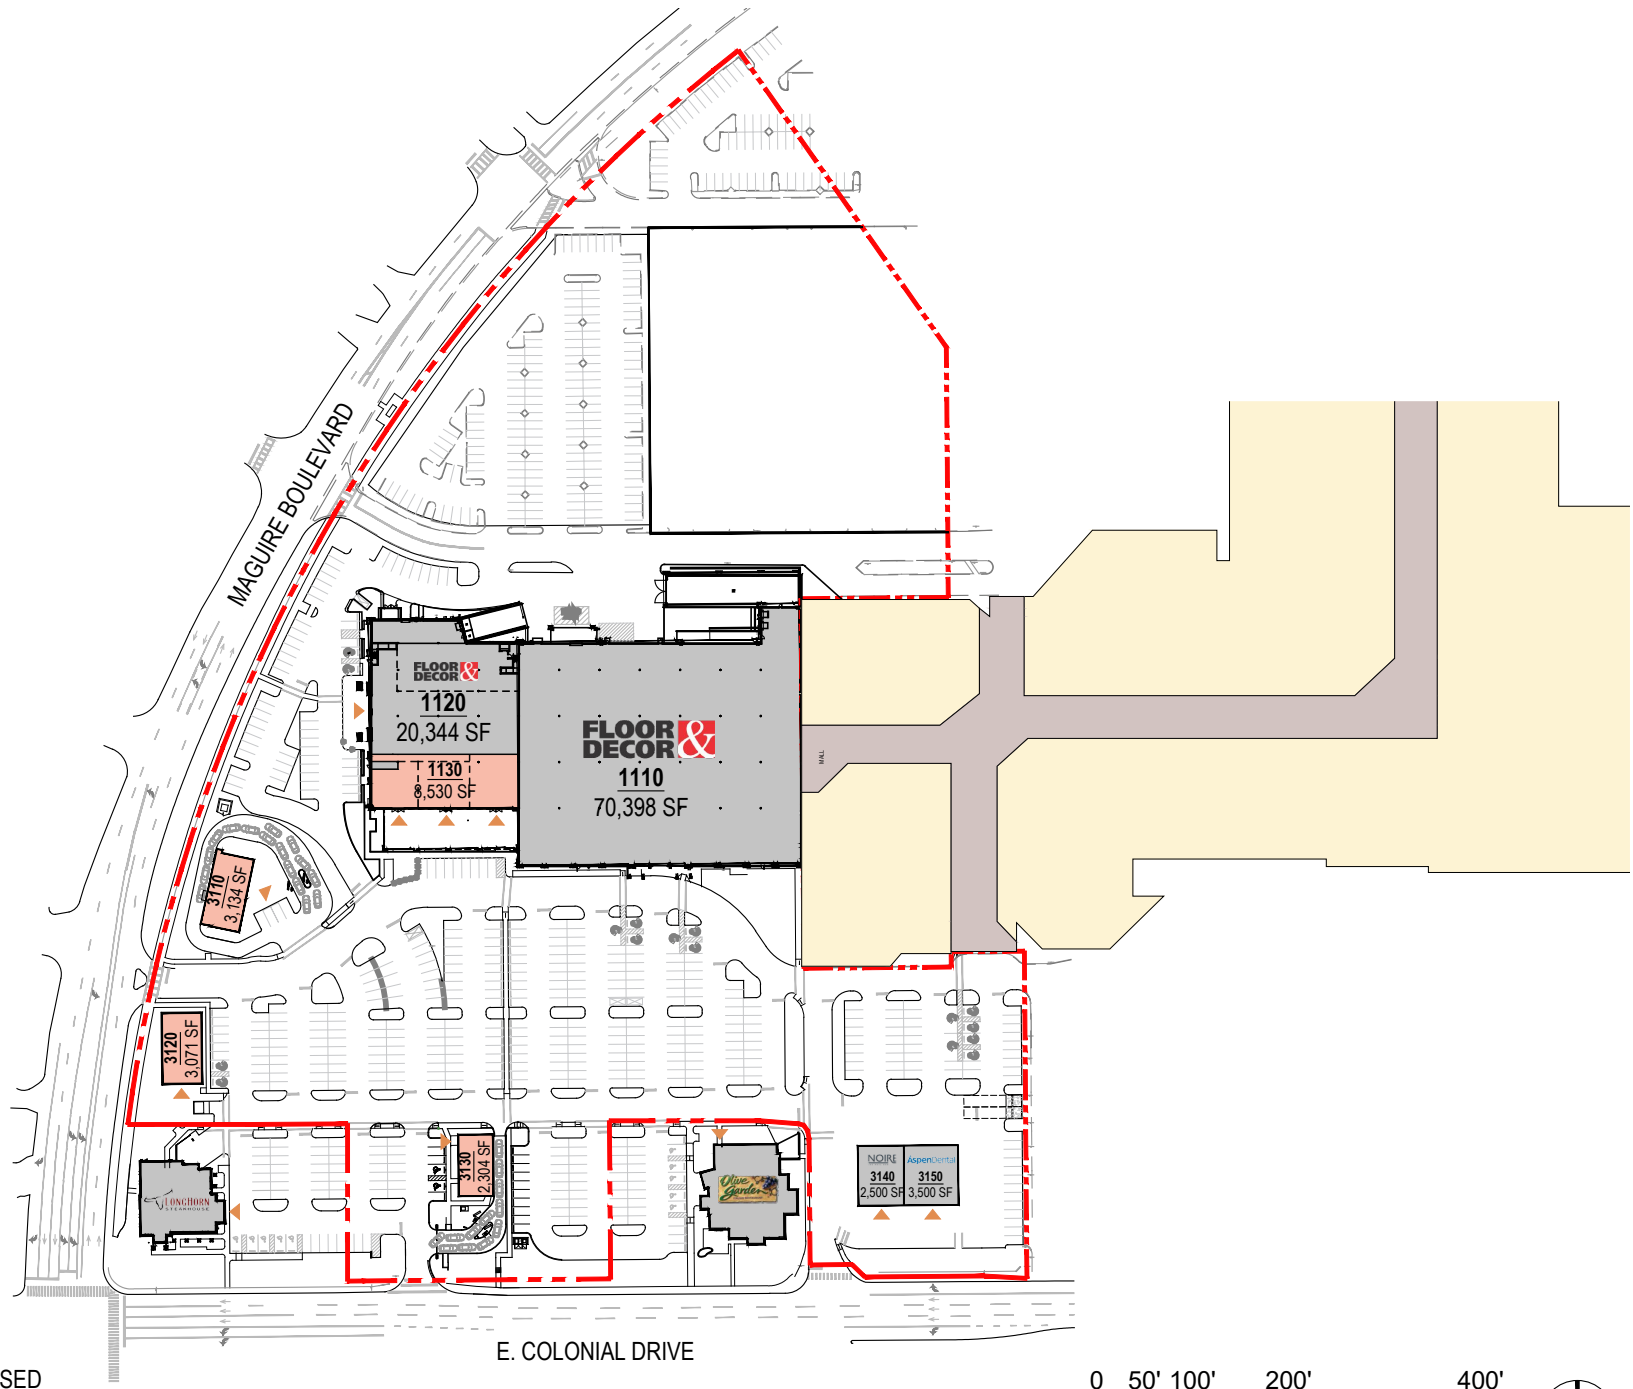 MAGUIRE BOULEVARD
FLOOR &
DECOR
1120
20,344 SF
FLOOR &
DECOR
1110
70,398 SF
1130
8,530 SF
MALL
3110
3,134 SF
3120
3,071 SF
3130
2,304 SF
LONGHORN
STEAKHOUSE
Olive
Garden
NOIRE
3140
2,500 SF
AspenDental
3150
3,500 SF
E. COLONIAL DRIVE
SED
0 50' 100' 200' 400'